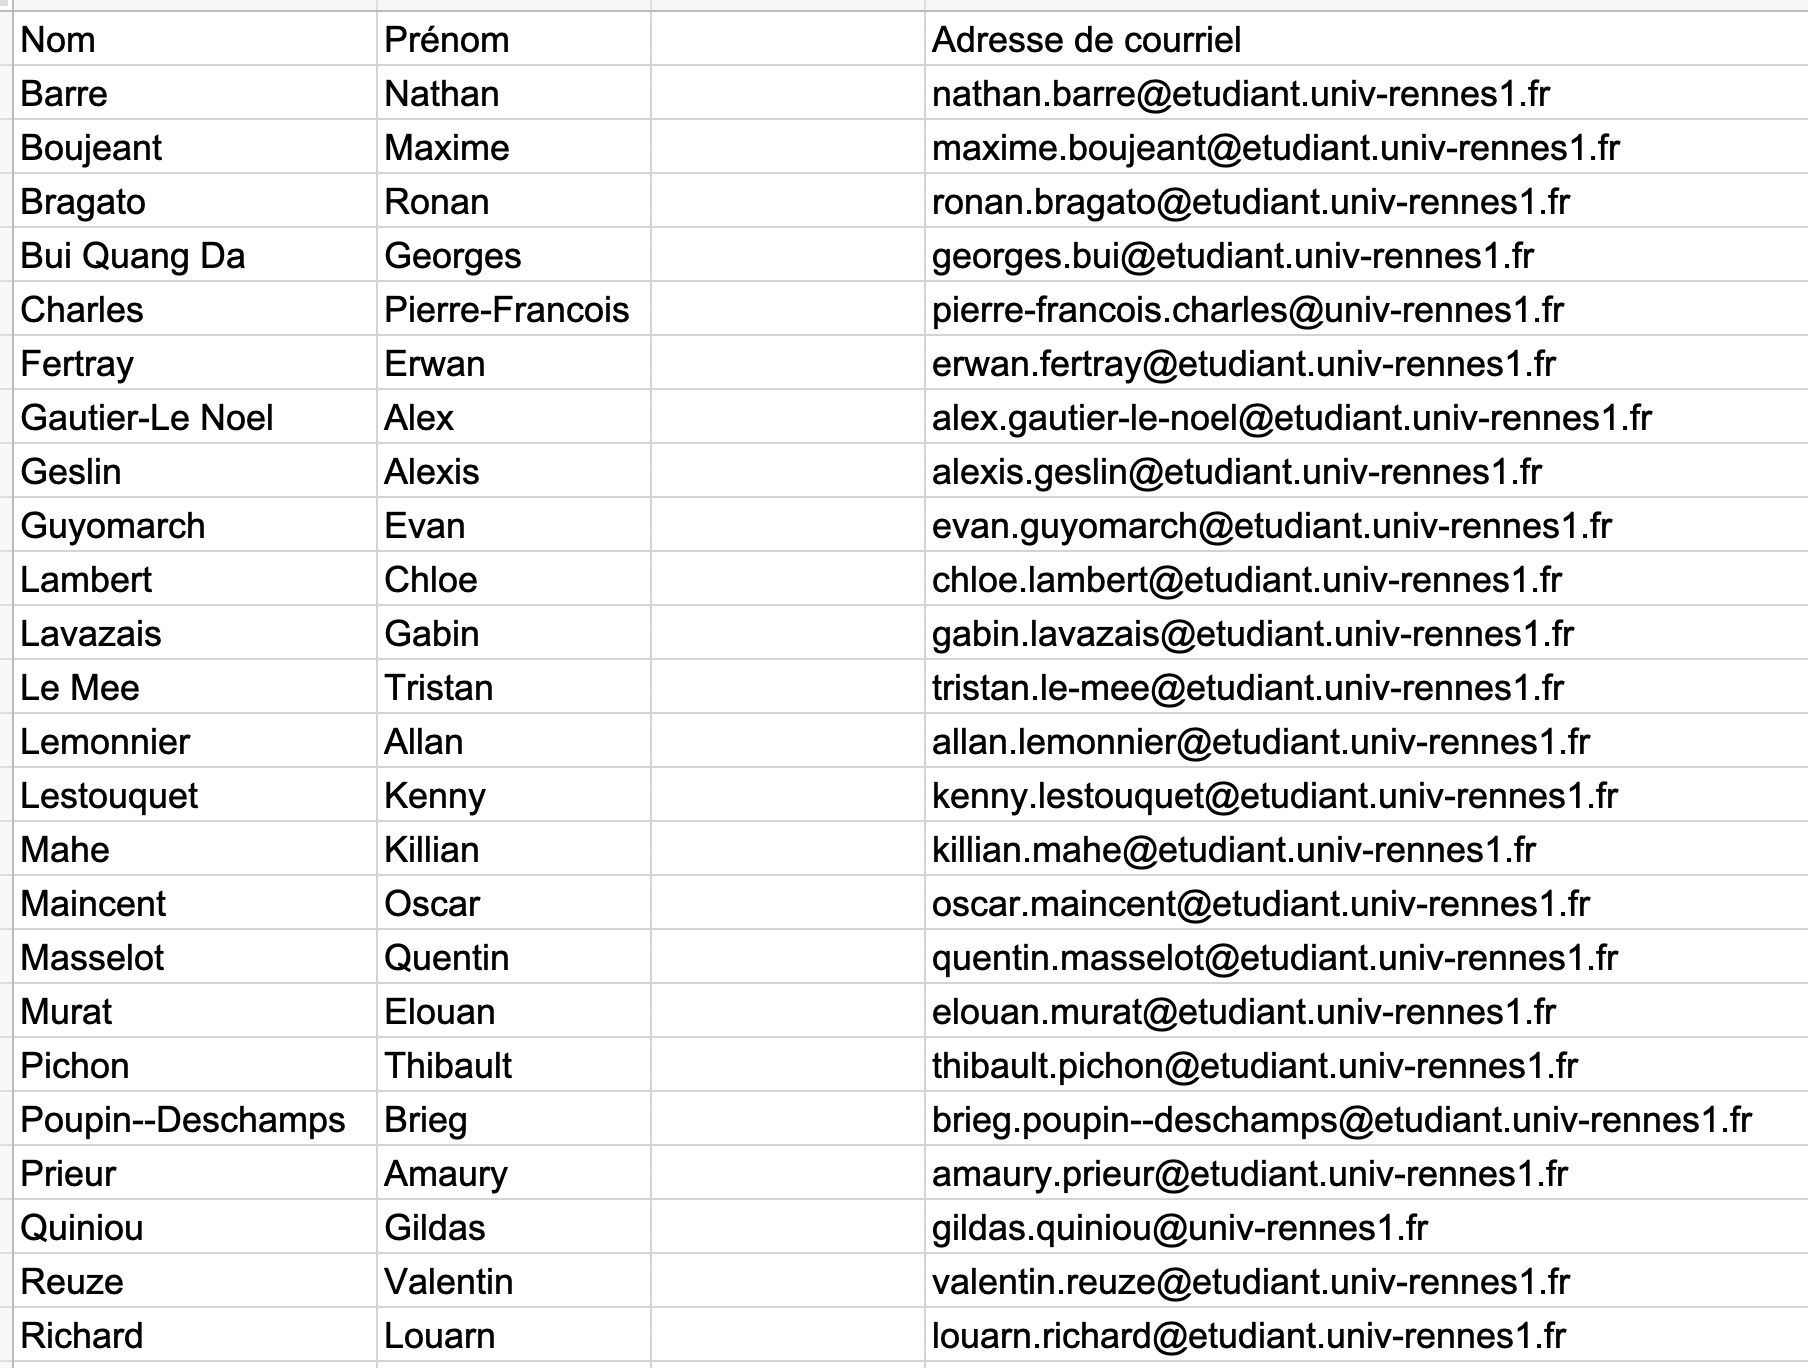 Nom Prénom Adresse de courriel
Barre Nathan nathan.barre@etudiant.univ-rennes1.fr
Boujeant Maxime maxime.boujeant@etudiant.univ-rennes1.fr
Bragato Ronan ronan.bragato@etudiant.univ-rennes1.fr
Bui Quang Da Georges georges.bui@etudiant.univ-rennes1.fr
Charles Pierre-Francois pierre-francois.charles@univ-rennes1.fr
Fertray Erwan erwan.fertray@etudiant.univ-rennes1.fr
Gautier-Le Noel Alex alex.gautier-le-noel@etudiant.univ-rennes1.fr
Geslin Alexis alexis.geslin@etudiant.univ-rennes1.fr
Guyomarch Evan evan.guyomarch@etudiant.univ-rennes1.fr
Lambert Chloe chloe.lambert@etudiant.univ-rennes1.fr
Lavazais Gabin gabin.lavazais@etudiant.univ-rennes1.fr
Le Mee Tristan tristan.le-mee@etudiant.univ-rennes1.fr
Lemonnier Allan allan.lemonnier@etudiant.univ-rennes1.fr
Lestouquet Kenny kenny.lestouquet@etudiant.univ-rennes1.fr
Mahe Killian killian.mahe@etudiant.univ-rennes1.fr
Maincent Oscar oscar.maincent@etudiant.univ-rennes1.fr
Masselot Quentin quentin.masselot@etudiant.univ-rennes1.fr
Murat Elouan elouan.murat@etudiant.univ-rennes1.fr
Pichon Thibault thibault.pichon@etudiant.univ-rennes1.fr
Poupin--Deschamps Brieg brieg.poupin--deschamps@etudiant.univ-rennes1.fr
Prieur Amaury amaury.prieur@etudiant.univ-rennes1.fr
Quiniou Gildas gildas.quiniou@univ-rennes1.fr
Reuze Valentin valentin.reuze@etudiant.univ-rennes1.fr
Richard Louarn louarn.richard@etudiant.univ-rennes1.fr